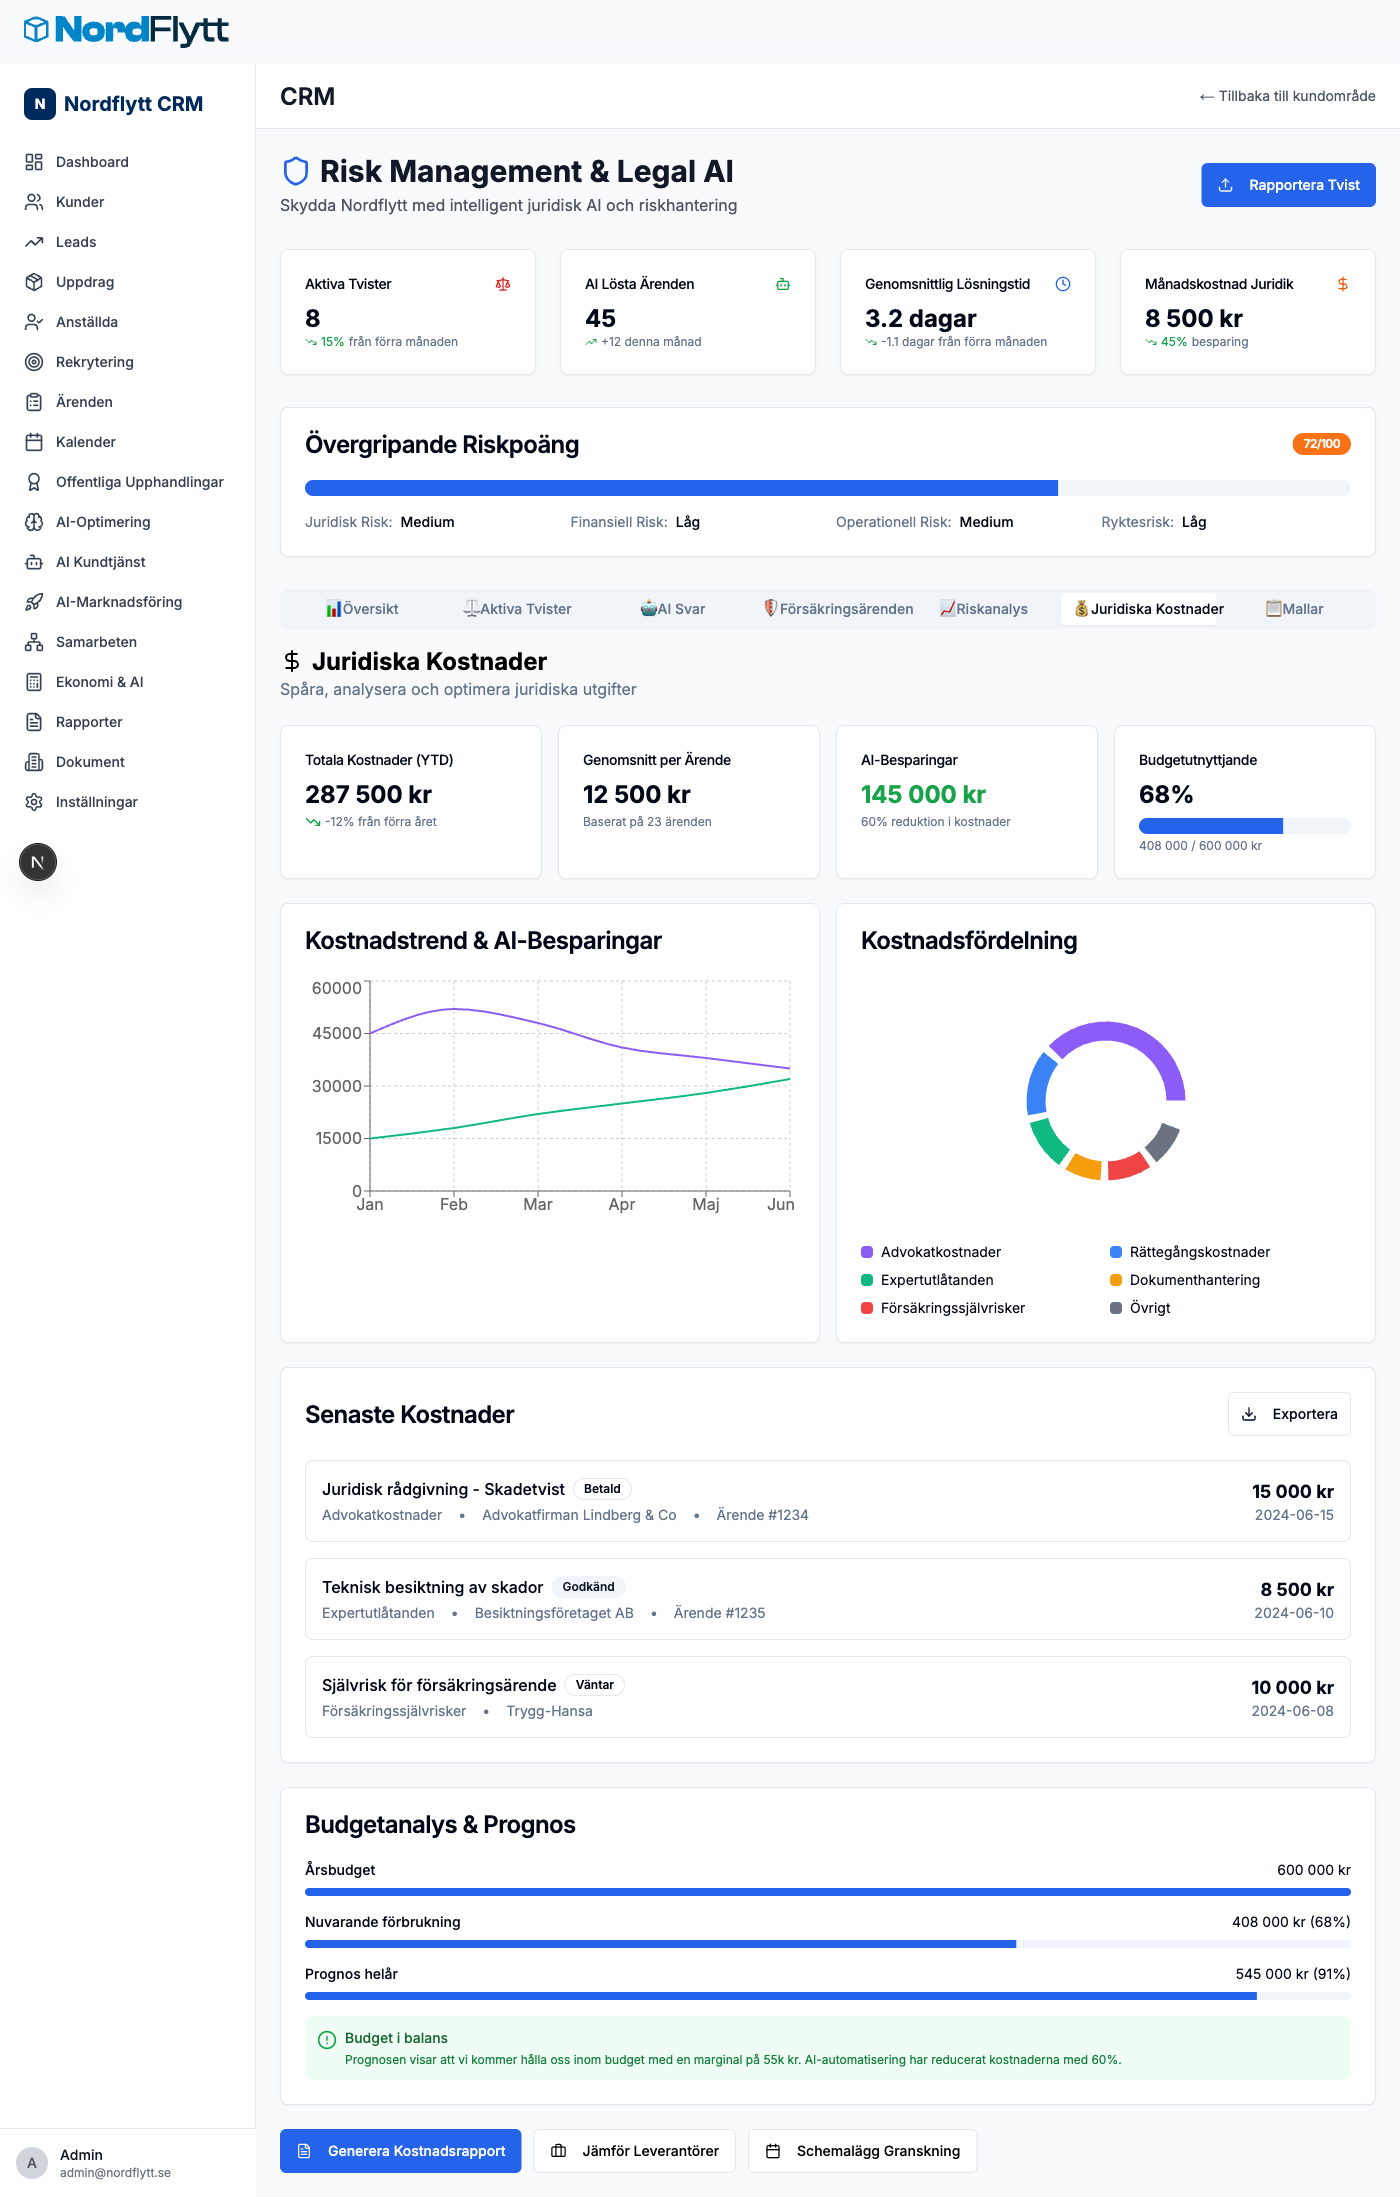 NordFlytt
N Nordflytt CRM
Dashboard
Kunder
Leads
Uppdrag
Anställda
Rekrytering
Ärenden
Kalender
Offentliga Upphandlingar
AI-Optimering
AI Kundtjänst
AI-Marknadsföring
Samarbeten
Ekonomi & AI
Rapporter
Dokument
Inställningar
N
A
Admin
admin@nordflytt.se
CRM
← Tillbaka till kundområde
Risk Management & Legal AI
Skydda Nordflytt med intelligent juridisk AI och riskhantering
Rapportera Tvist
Aktiva Tvister
8
15% från förra månaden
AI Lösta Ärenden
45
+12 denna månad
Genomsnittlig Lösningstid
3.2 dagar
-1.1 dagar från förra månaden
Månadskostnad Juridik
8 500 kr
45% besparing
Övergripande Riskpoäng
72/100
Juridisk Risk: Medium
Finansiell Risk: Låg
Operationell Risk: Medium
Ryktesrisk: Låg
📊Översikt ⚖️Aktiva Tvister 🤖AI Svar 🛡️Försäkringsärenden 📈Riskanalys 💰Juridiska Kostnader 📋Mallar
Juridiska Kostnader
Spåra, analysera och optimera juridiska utgifter
Totala Kostnader (YTD)
287 500 kr
-12% från förra året
Genomsnitt per Ärende
12 500 kr
Baserat på 23 ärenden
AI-Besparingar
145 000 kr
60% reduktion i kostnader
Budgetutnyttjande
68%
408 000 / 600 000 kr
Kostnadstrend & AI-Besparingar
60000
45000
30000
15000
0
Jan Feb Mar Apr Maj Jun
Kostnadsfördelning
Advokatkostnader
Rättegångskostnader
Expertutlåtanden
Dokumenthantering
Försäkringssjälvrisker
Övrigt
Senaste Kostnader
Exportera
Juridisk rådgivning - Skadetvist Betald
15 000 kr
Advokatkostnader • Advokatfirman Lindberg & Co • Ärende #1234
2024-06-15
Teknisk besiktning av skador Godkänd
8 500 kr
Expertutlåtanden • Besiktningsföretaget AB • Ärende #1235
2024-06-10
Självrisk för försäkringsärende Väntar
10 000 kr
Försäkringssjälvrisker • Trygg-Hansa
2024-06-08
Budgetanalys & Prognos
Årsbudget
600 000 kr
Nuvarande förbrukning
408 000 kr (68%)
Prognos helår
545 000 kr (91%)
Budget i balans
Prognosen visar att vi kommer hålla oss inom budget med en marginal på 55k kr. AI-automatisering har reducerat kostnaderna med 60%.
Generera Kostnadsrapport
Jämför Leverantörer
Schemalägg Granskning